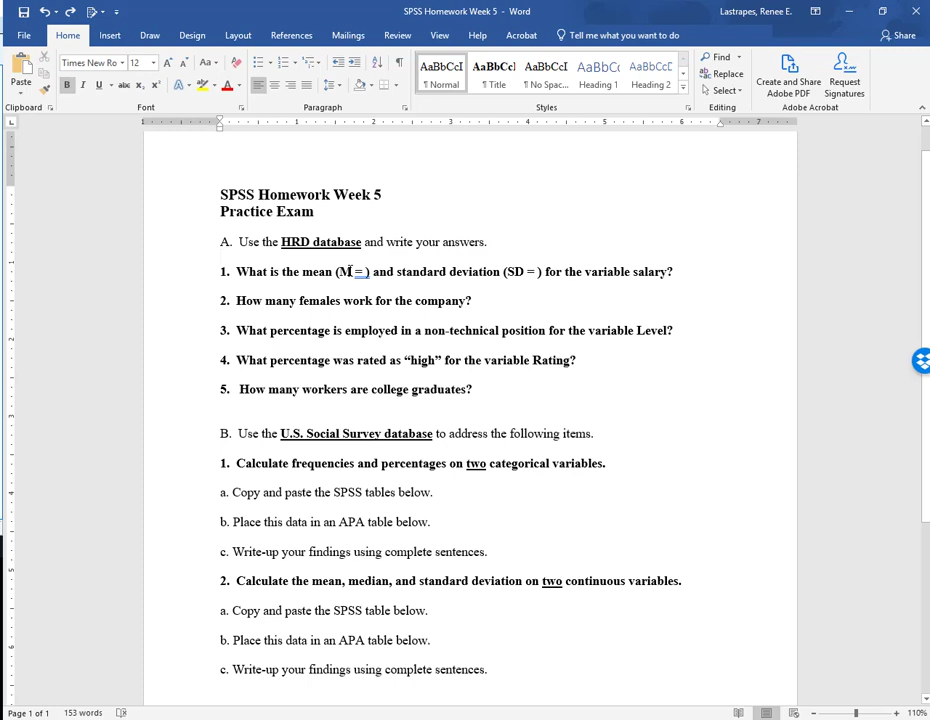 SPSS Homework Week 5 - Word
Lastrapes, Renee E.
File Home Insert Draw Design Layout References Mailings Review View Help Acrobat Tell me what you want to do Share
Paste
Times New Ro 12
AaBbCcI AaBbCcI AaBbCcI AaBbCc AaBbCcI
¶ Normal ¶ Title ¶ No Spac... Heading 1 Heading 2
Find
Replace
Select
Create and Share Adobe PDF
Request Signatures
Clipboard Font Paragraph Styles Editing Adobe Acrobat
SPSS Homework Week 5
Practice Exam
A. Use the HRD database and write your answers.
1. What is the mean (M = ) and standard deviation (SD = ) for the variable salary?
2. How many females work for the company?
3. What percentage is employed in a non-technical position for the variable Level?
4. What percentage was rated as “high” for the variable Rating?
5. How many workers are college graduates?
B. Use the U.S. Social Survey database to address the following items.
1. Calculate frequencies and percentages on two categorical variables.
a. Copy and paste the SPSS tables below.
b. Place this data in an APA table below.
c. Write-up your findings using complete sentences.
2. Calculate the mean, median, and standard deviation on two continuous variables.
a. Copy and paste the SPSS table below.
b. Place this data in an APA table below.
c. Write-up your findings using complete sentences.
Page 1 of 1 153 words 110%